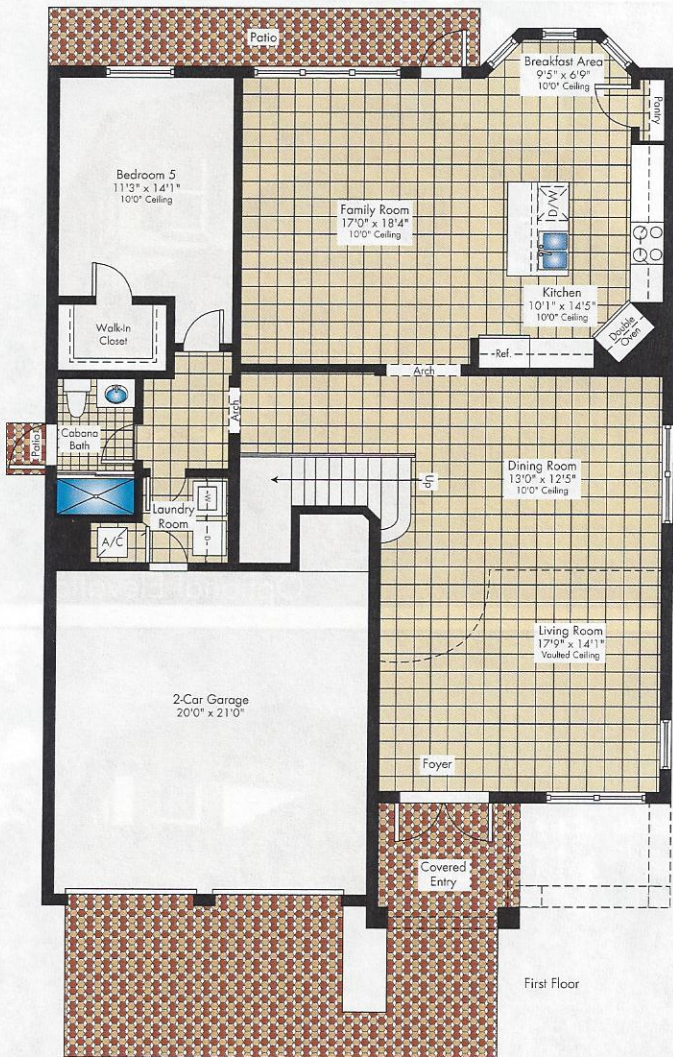 Patio
Breakfast Area
9'5" x 6'9"
10'0" Ceiling
Pantry
Bedroom 5
11'3" x 14'1"
10'0" Ceiling
Family Room
17'0" x 18'4"
10'0" Ceiling
D/W
Kitchen
10'1" x 14'5"
10'0" Ceiling
Double
Oven
Walk-In
Closet
Ref.
Arch
Arch
Cabana
Bath
Patio
Up
Dining Room
13'0" x 12'5"
10'0" Ceiling
W
Laundry
Room
A/C
D
Living Room
17'9" x 14'1"
Vaulted Ceiling
2-Car Garage
20'0" x 21'0"
Foyer
Covered
Entry
First Floor